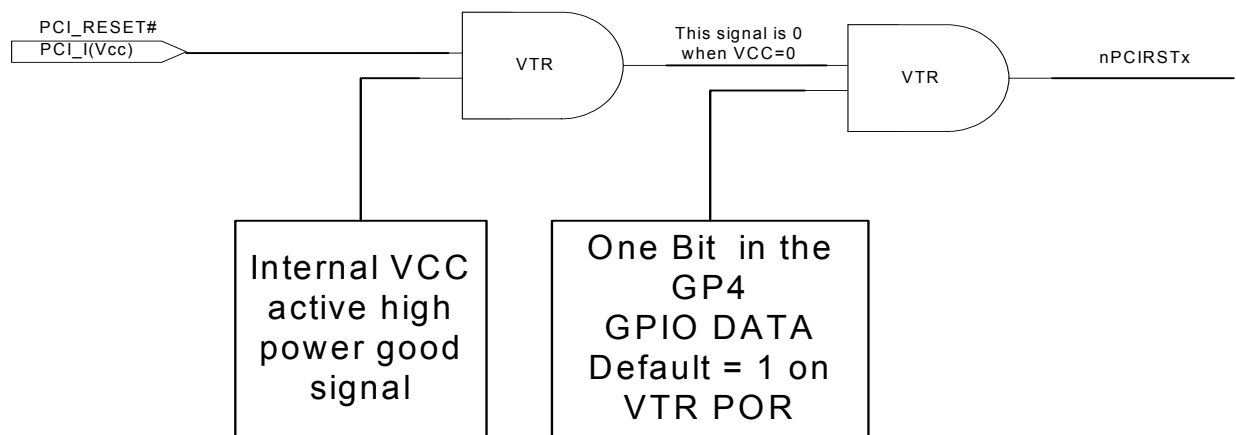 PCI_RESET#
PCI_I(Vcc)
VTR
This signal is 0
when VCC=0
VTR
nPCIRSTx
Internal VCC
active high
power good
signal
One Bit in the
GP4
GPIO DATA
Default = 1 on
VTR POR